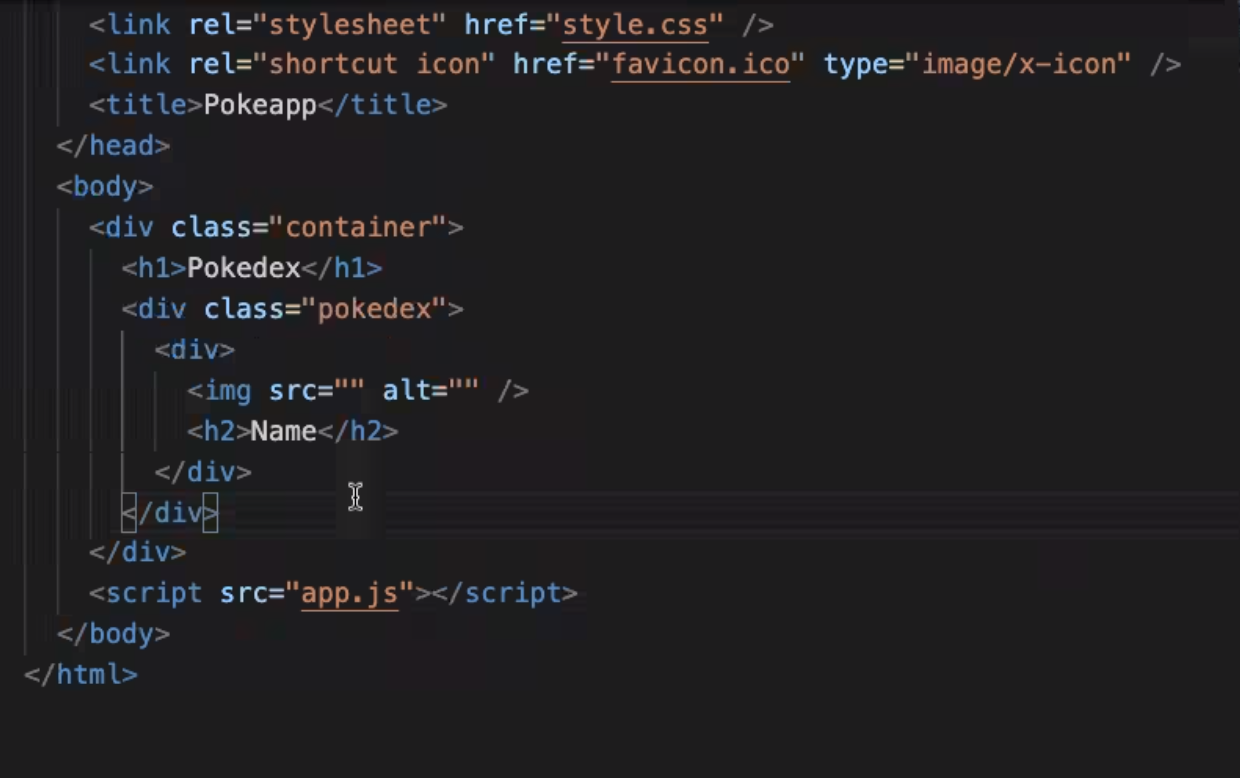 <link rel="stylesheet" href="style.css" />
<link rel="shortcut icon" href="favicon.ico" type="image/x-icon" />
<title>Pokeapp</title>
</head>
<body>
<div class="container">
<h1>Pokedex</h1>
<div class="pokedex">
<div>
<img src="" alt="" />
<h2>Name</h2>
</div>
</div>
</div>
<script src="app.js"></script>
</body>
</html>